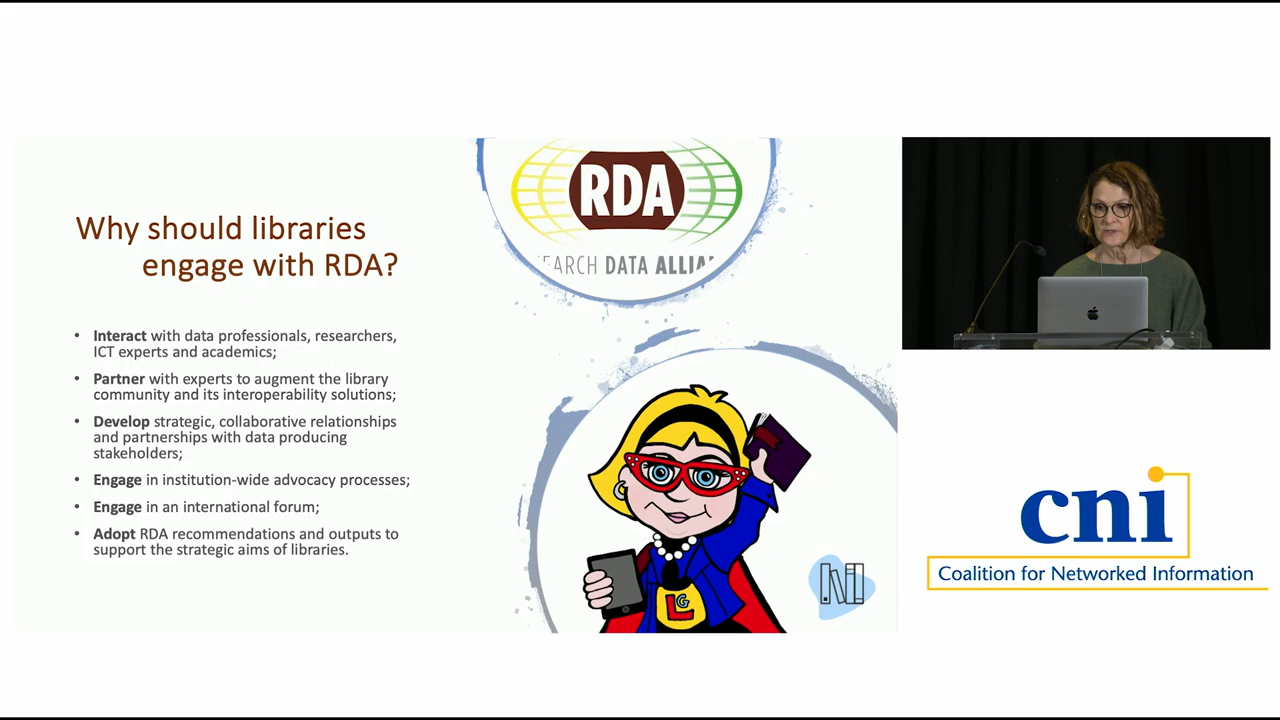 Why should libraries
engage with RDA?
• Interact with data professionals, researchers,
ICT experts and academics;
• Partner with experts to augment the library
community and its interoperability solutions;
• Develop strategic, collaborative relationships
and partnerships with data producing
stakeholders;
• Engage in institution-wide advocacy processes;
• Engage in an international forum;
• Adopt RDA recommendations and outputs to
support the strategic aims of libraries.
RDA
EARCH DATA ALLIA
LG
cni
Coalition for Networked Information